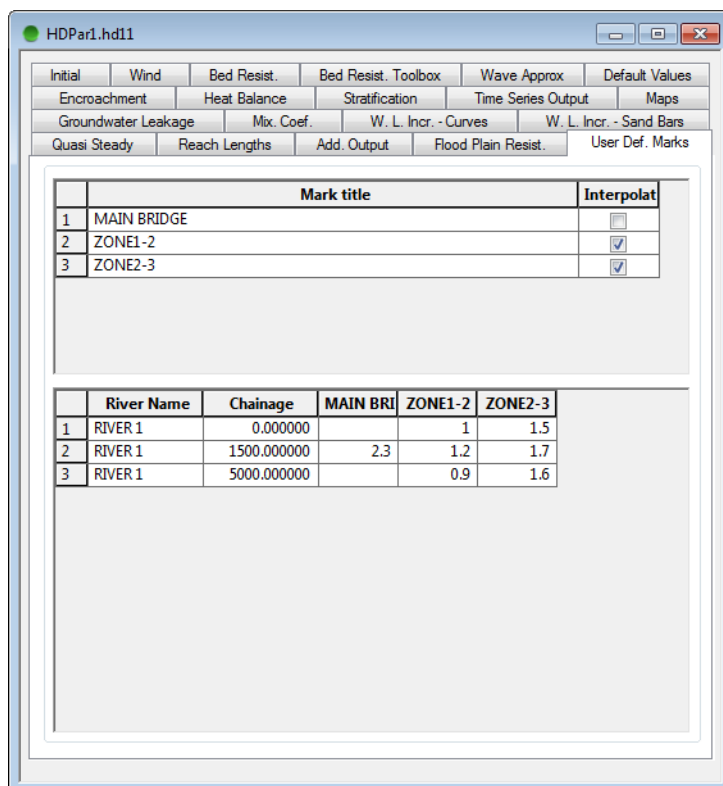 HDPar1.hd11
Initial Wind Bed Resist. Bed Resist. Toolbox Wave Approx Default Values
Encroachment Heat Balance Stratification Time Series Output Maps
Groundwater Leakage Mix. Coef. W. L. Incr. - Curves W. L. Incr. - Sand Bars
Quasi Steady Reach Lengths Add. Output Flood Plain Resist. User Def. Marks
Mark title Interpolat
1 MAIN BRIDGE
2 ZONE1-2
3 ZONE2-3
River Name Chainage MAIN BRI ZONE1-2 ZONE2-3
1 RIVER 1 0.000000 1 1.5
2 RIVER 1 1500.000000 2.3 1.2 1.7
3 RIVER 1 5000.000000 0.9 1.6